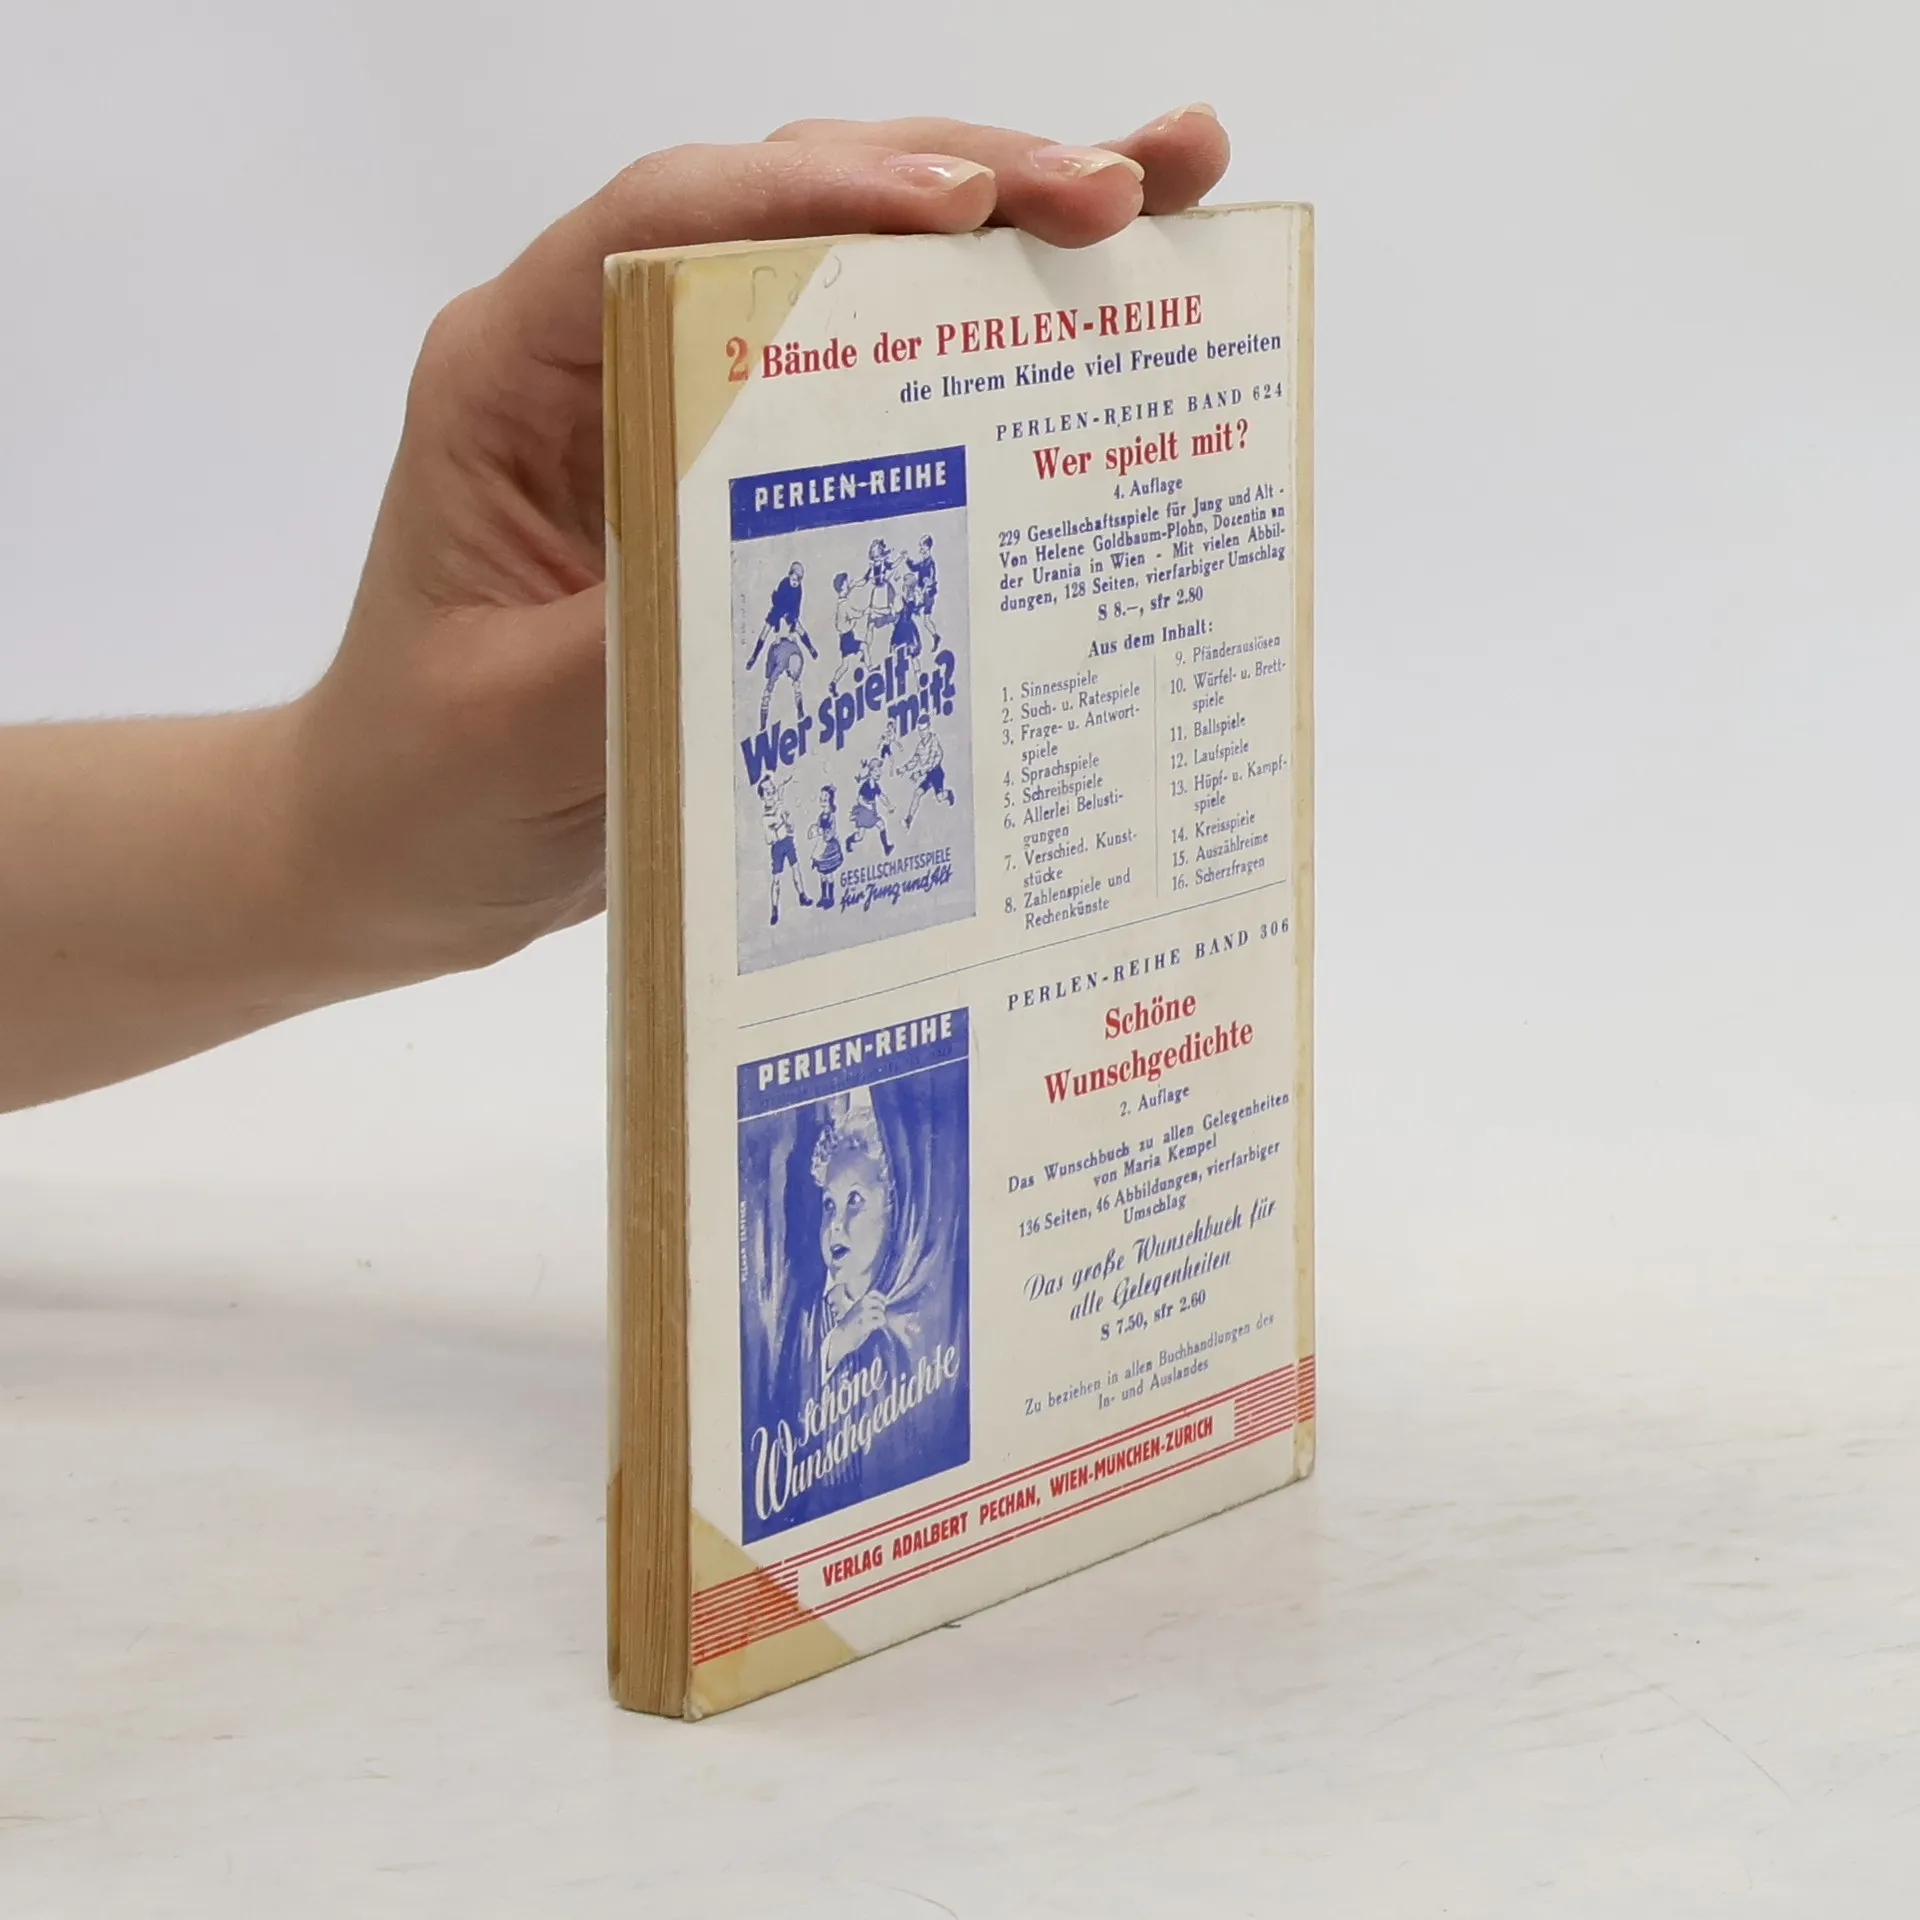 2 Bände der PERLEN-REIHE
die Ihrem Kinde viel Freude bereiten
PERLEN-REIHE BAND 624
Wer spielt mit?
4. Auflage
229 Gesellschaftsspiele für Jung und Alt -
Von Helene Goldbaum-Plohn, Dozentin an
der Urania in Wien - Mit vielen Abbil-
dungen, 128 Seiten, vierfarbiger Umschlag
S 8.—, sfr 2.80
Aus dem Inhalt:
1. Sinnesspiele
2. Such- u. Ratespiele
3. Frage- u. Antwort-
spiele
4. Sprachspiele
5. Schreibspiele
6. Allerlei Belusti-
gungen
7. Verschied. Kunst-
stücke
8. Zahlenspiele und
Rechenkünste
9. Pfänderauslösen
10. Würfel- u. Brett-
spiele
11. Ballspiele
12. Laufspiele
13. Hüpf- u. Kampf-
spiele
14. Kreisspiele
15. Auszählreime
16. Scherzfragen
PERLEN-REIHE
Wer spielt
mit?
GESELLSCHAFTSSPIELE
für Jung und Alt
PERLEN-REIHE BAND 306
Schöne
Wunschgedichte
2. Auflage
Das Wunschbuch zu allen Gelegenheiten
von Maria Kempel
136 Seiten, 46 Abbildungen, vierfarbiger
Umschlag
Das große Wunschbuch für
alle Gelegenheiten
S 7.50, sfr 2.60
Zu beziehen in allen Buchhandlungen des
In- und Auslandes
PERLEN-REIHE
Schöne
Wunschgedichte
VERLAG ADALBERT PECHAN, WIEN-MÜNCHEN-ZÜRICH